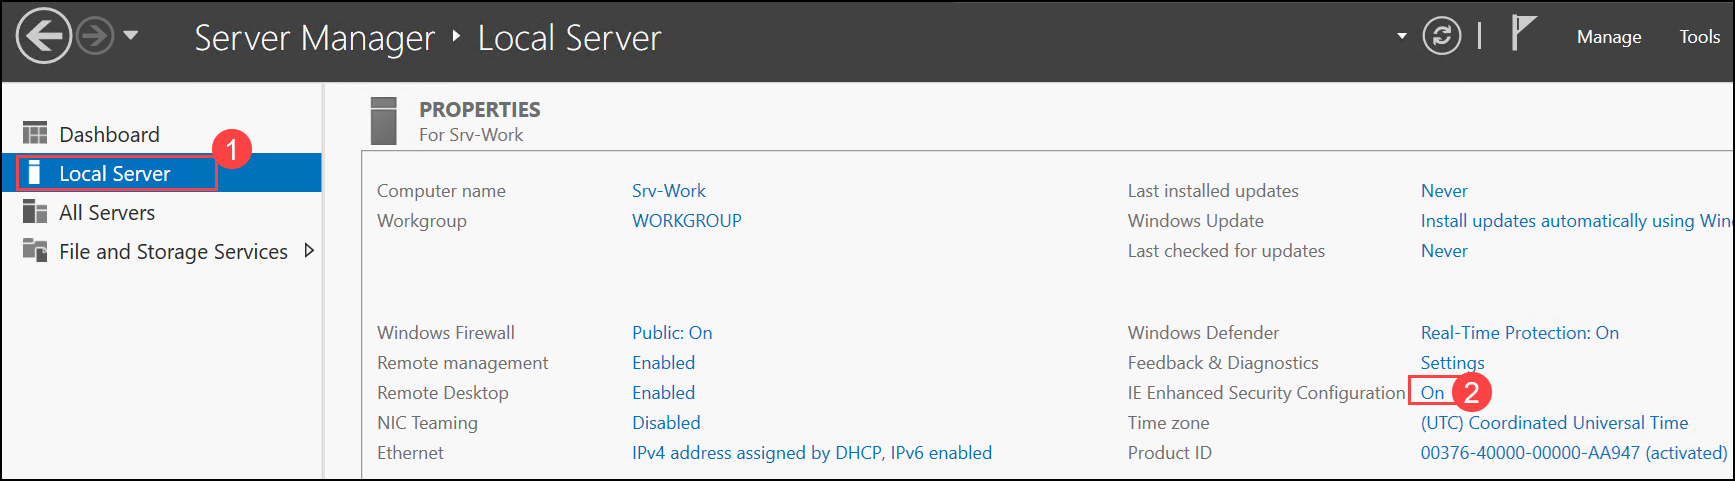 Server Manager ‣ Local Server
Manage Tools
Dashboard
1
Local Server
All Servers
File and Storage Services
PROPERTIES
For Srv-Work
Computer name Srv-Work
Workgroup WORKGROUP
Last installed updates Never
Windows Update Install updates automatically using Win
Last checked for updates Never
Windows Firewall Public: On
Remote management Enabled
Remote Desktop Enabled
NIC Teaming Disabled
Ethernet IPv4 address assigned by DHCP, IPv6 enabled
Windows Defender Real-Time Protection: On
Feedback & Diagnostics Settings
IE Enhanced Security Configuration On 2
Time zone (UTC) Coordinated Universal Time
Product ID 00376-40000-00000-AA947 (activated)